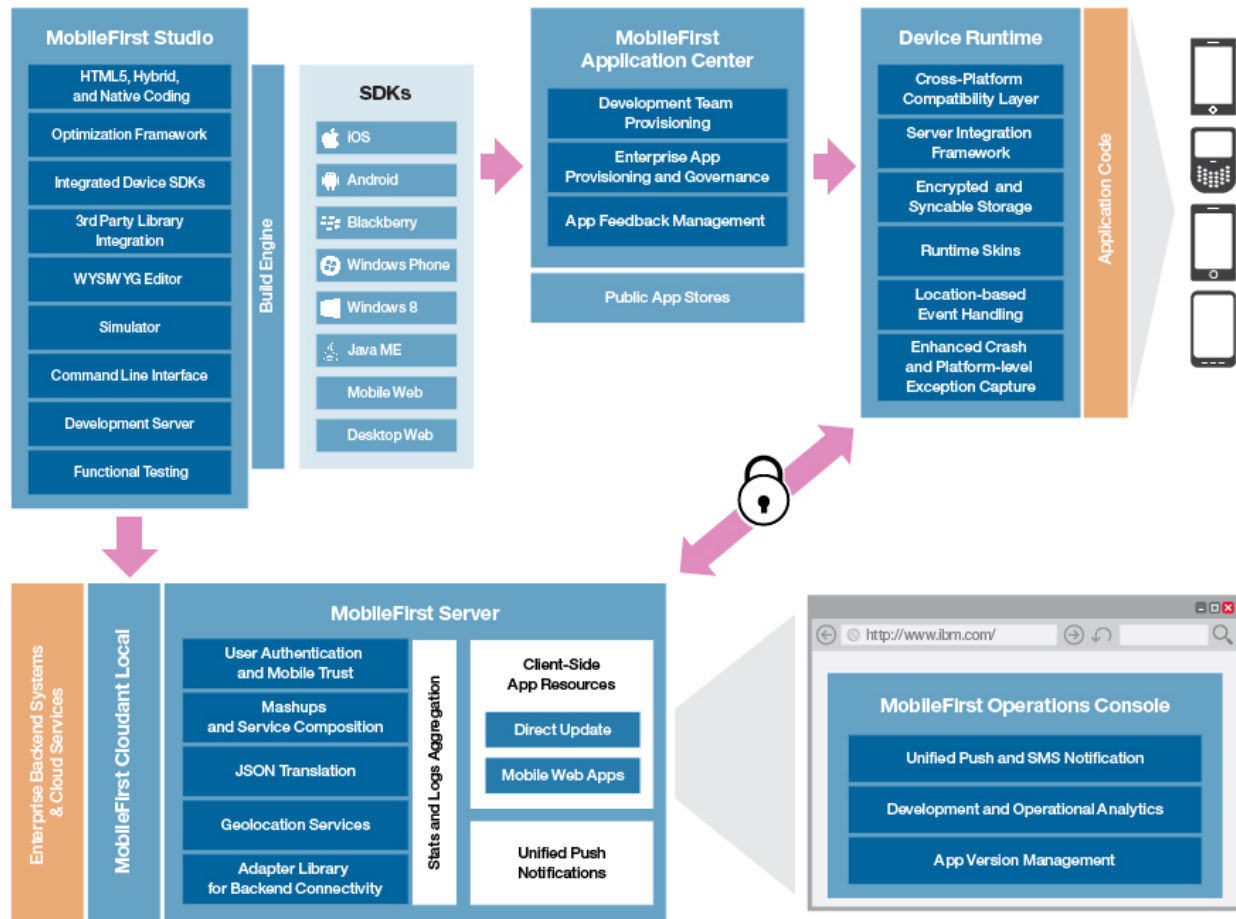 MobileFirst Studio
HTML5, Hybrid,
and Native Coding
Optimization Framework
Integrated Device SDKs
3rd Party Library
Integration
WYSIWYG Editor
Simulator
Command Line Interface
Development Server
Functional Testing
Build Engine
SDKs
iOS
Android
Blackberry
Windows Phone
Windows 8
Java ME
Mobile Web
Desktop Web
MobileFirst
Application Center
Development Team
Provisioning
Enterprise App
Provisioning and Governance
App Feedback Management
Public App Stores
Device Runtime
Cross-Platform
Compatibility Layer
Server Integration
Framework
Encrypted and
Syncable Storage
Runtime Skins
Location-based
Event Handling
Enhanced Crash
and Platform-level
Exception Capture
Application Code
Enterprise Backend Systems
& Cloud Services
MobileFirst Cloudant Local
MobileFirst Server
User Authentication
and Mobile Trust
Mashups
and Service Composition
JSON Translation
Geolocation Services
Adapter Library
for Backend Connectivity
Stats and Logs Aggregation
Client-Side
App Resources
Direct Update
Mobile Web Apps
Unified Push
Notifications
http://www.ibm.com/
MobileFirst Operations Console
Unified Push and SMS Notification
Development and Operational Analytics
App Version Management